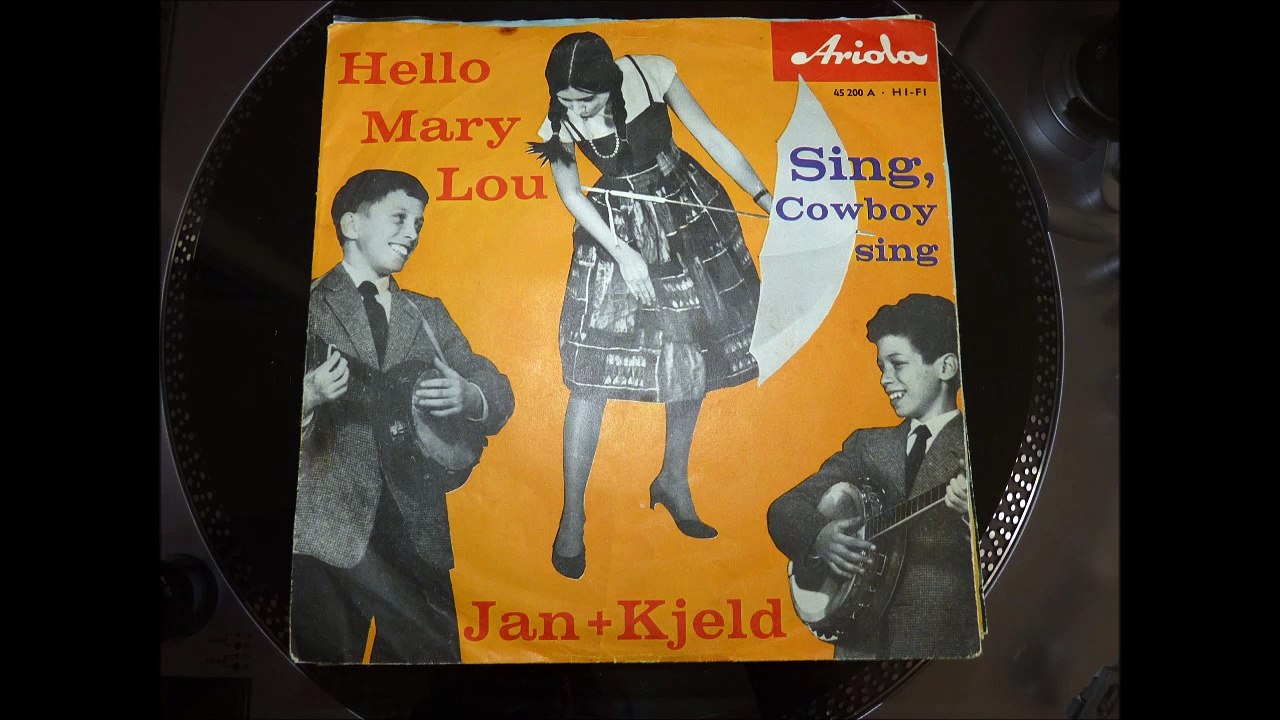 Hello
Mary
Lou
Ariola
45 200 A · HI-FI
Sing,
Cowboy
sing
Jan + Kjeld